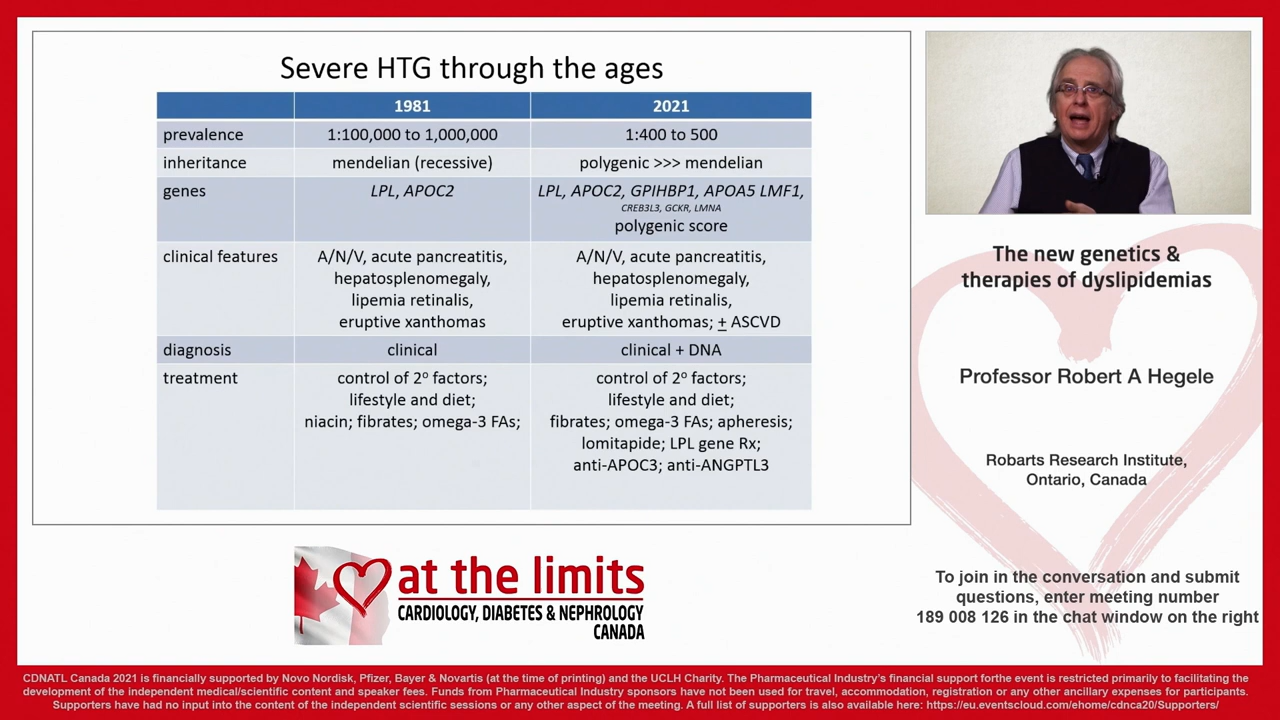 Severe HTG through the ages
1981
2021
prevalence
1:100,000 to 1,000,000
1:400 to 500
inheritance
mendelian (recessive)
polygenic >>> mendelian
genes
LPL, APOC2
LPL, APOC2, GPIHBP1, APOA5 LMF1,
CREB3L3, GCKR, LMNA
polygenic score
clinical features
A/N/V, acute pancreatitis,
hepatosplenomegaly,
lipemia retinalis,
eruptive xanthomas
A/N/V, acute pancreatitis,
hepatosplenomegaly,
lipemia retinalis,
eruptive xanthomas; + ASCVD
diagnosis
clinical
clinical + DNA
treatment
control of 2º factors;
lifestyle and diet;
niacin; fibrates; omega-3 FAs;
control of 2º factors;
lifestyle and diet;
fibrates; omega-3 FAs; apheresis;
lomitapide; LPL gene Rx;
anti-APOC3; anti-ANGPTL3
The new genetics &
therapies of dyslipidemias
Professor Robert A Hegele
Robarts Research Institute,
Ontario, Canada
To join in the conversation and submit
questions, enter meeting number
189 008 126 in the chat window on the right
at the limits
CARDIOLOGY, DIABETES & NEPHROLOGY
CANADA
CDNATL Canada 2021 is financially supported by Novo Nordisk, Pfizer, Bayer & Novartis (at the time of printing) and the UCLH Charity. The Pharmaceutical Industry's financial support forthe event is restricted primarily to facilitating the
development of the independent medical/scientific content and speaker fees. Funds from Pharmaceutical Industry sponsors have not been used for travel, accommodation, registration or any other ancillary expenses for participants.
Supporters have had no input into the content of the independent scientific sessions or any other aspect of the meeting. A full list of supporters is also available here: https://eu.eventscloud.com/ehome/cdnca20/Supporters/